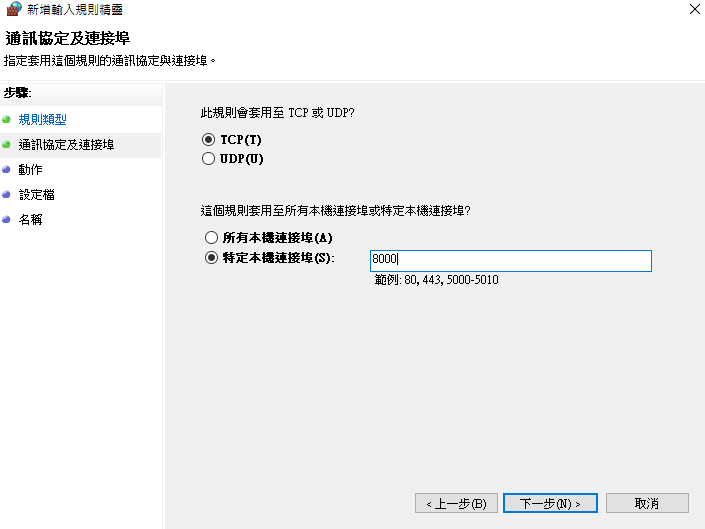 新增輸入規則精靈
通訊協定及連接埠
指定套用這個規則的通訊協定與連接埠。
步驟:
規則類型
通訊協定及連接埠
動作
設定檔
名稱
此規則會套用至 TCP 或 UDP?
TCP(T)
UDP(U)
這個規則套用至所有本機連接埠或特定本機連接埠?
所有本機連接埠(A)
特定本機連接埠(S): 8000
範例: 80, 443, 5000-5010
< 上一步(B) 下一步(N) > 取消